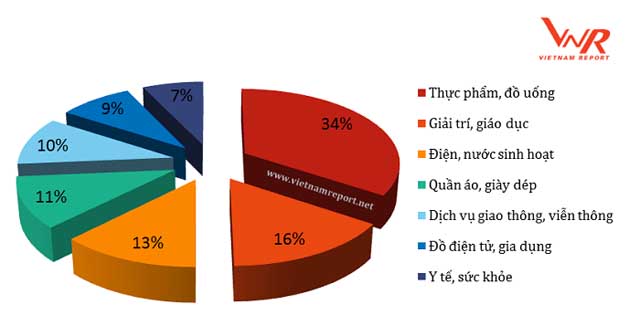 VNR
VIETNAM REPORT
7%
9%
34%
10%
11%
13%
16%
www.vietnamreport.net
Thực phẩm, đồ uống
Giải trí, giáo dục
Điện, nước sinh hoạt
Quần áo, giày dép
Dịch vụ giao thông, viễn thông
Đồ điện tử, gia dụng
Y tế, sức khỏe